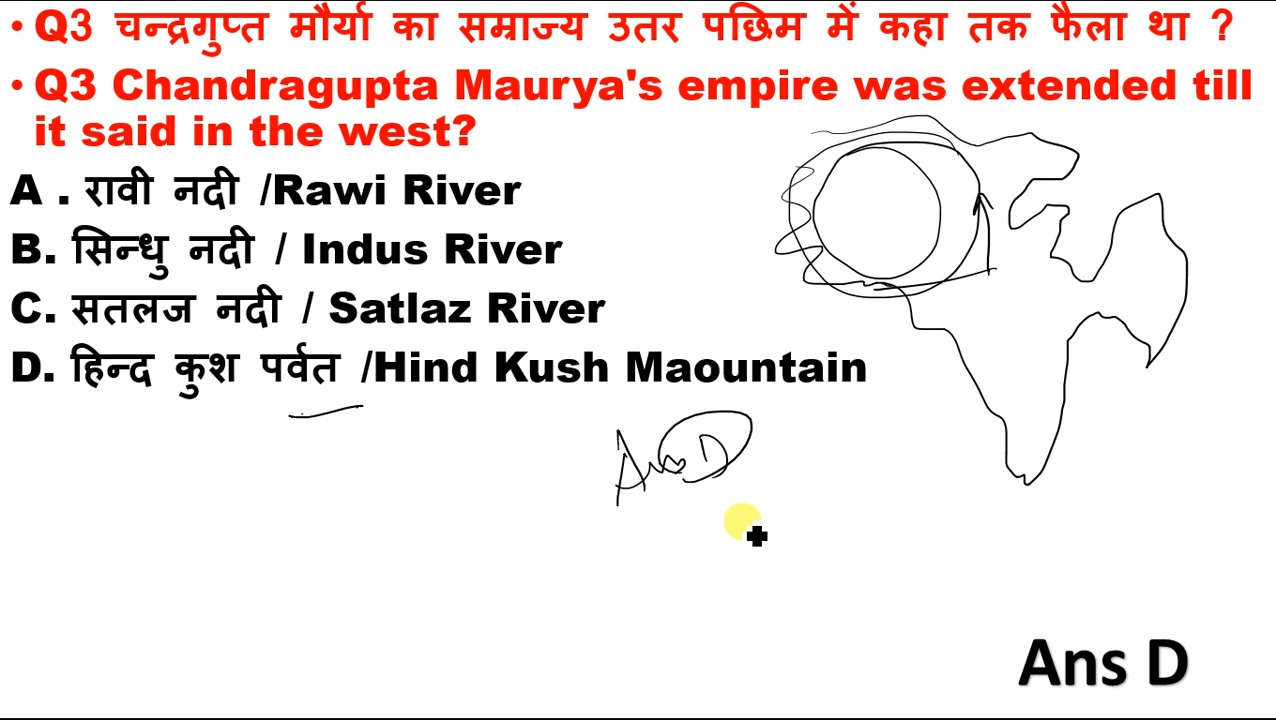 • Q3 चन्द्रगुप्त मौर्या का सम्राज्य उतर पछिम में कहा तक फैला था ?
• Q3 Chandragupta Maurya's empire was extended till
it said in the west?
A . रावी नदी /Rawi River
B. सिन्धु नदी / Indus River
C. सतलज नदी / Satlaz River
D. हिन्द कुश पर्वत /Hind Kush Maountain
Ans D
Ans D